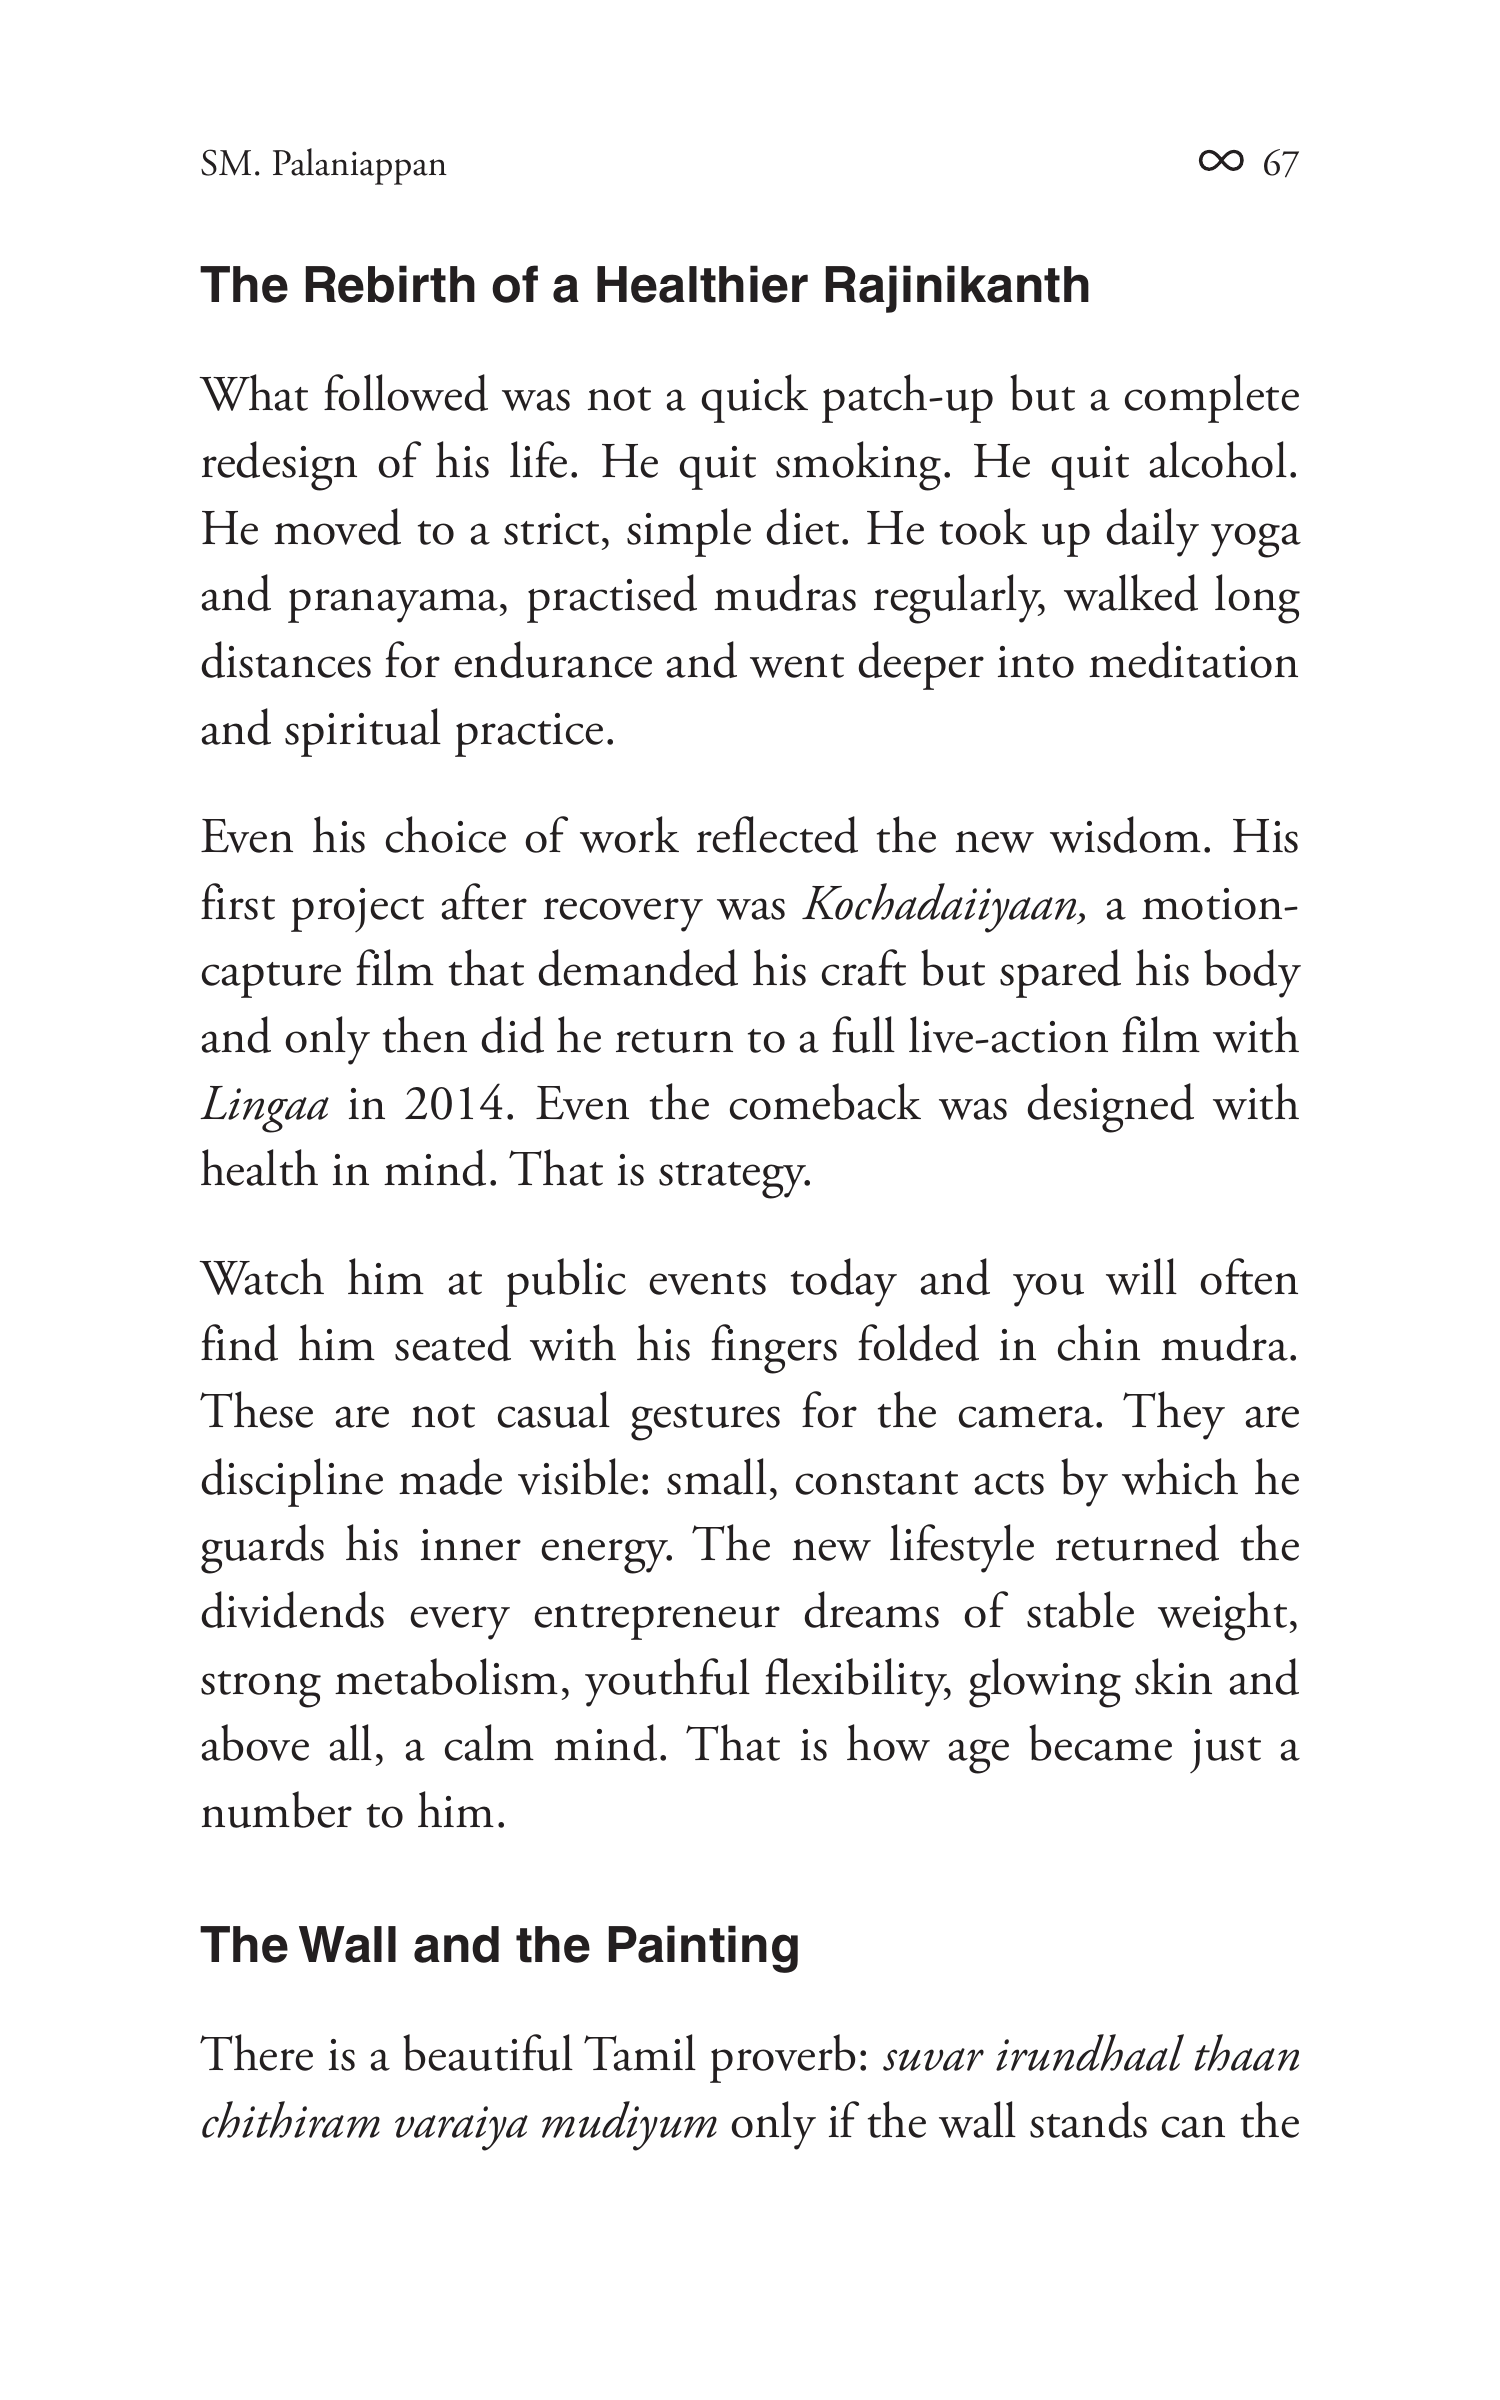 SM. Palaniappan ∞ 67
The Rebirth of a Healthier Rajinikanth
What followed was not a quick patch-up but a complete
redesign of his life. He quit smoking. He quit alcohol.
He moved to a strict, simple diet. He took up daily yoga
and pranayama, practised mudras regularly, walked long
distances for endurance and went deeper into meditation
and spiritual practice.
Even his choice of work reflected the new wisdom. His
first project after recovery was Kochadaiiyaan, a motion-
capture film that demanded his craft but spared his body
and only then did he return to a full live-action film with
Lingaa in 2014. Even the comeback was designed with
health in mind. That is strategy.
Watch him at public events today and you will often
find him seated with his fingers folded in chin mudra.
These are not casual gestures for the camera. They are
discipline made visible: small, constant acts by which he
guards his inner energy. The new lifestyle returned the
dividends every entrepreneur dreams of stable weight,
strong metabolism, youthful flexibility, glowing skin and
above all, a calm mind. That is how age became just a
number to him.
The Wall and the Painting
There is a beautiful Tamil proverb: suvar irundhaal thaan
chithiram varaiya mudiyum only if the wall stands can the